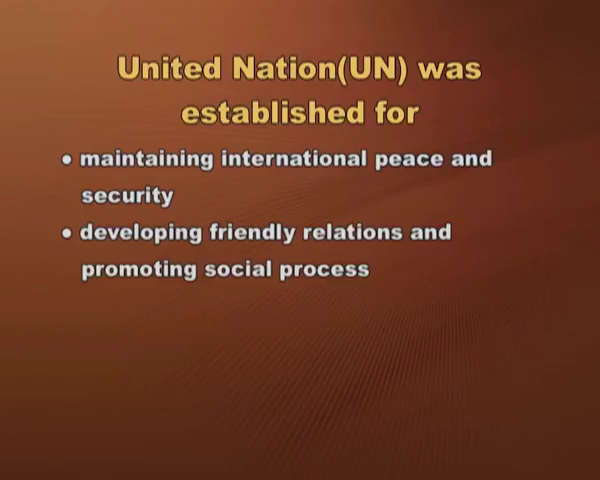 United Nation(UN) was
established for
• maintaining international peace and
security
• developing friendly relations and
promoting social process